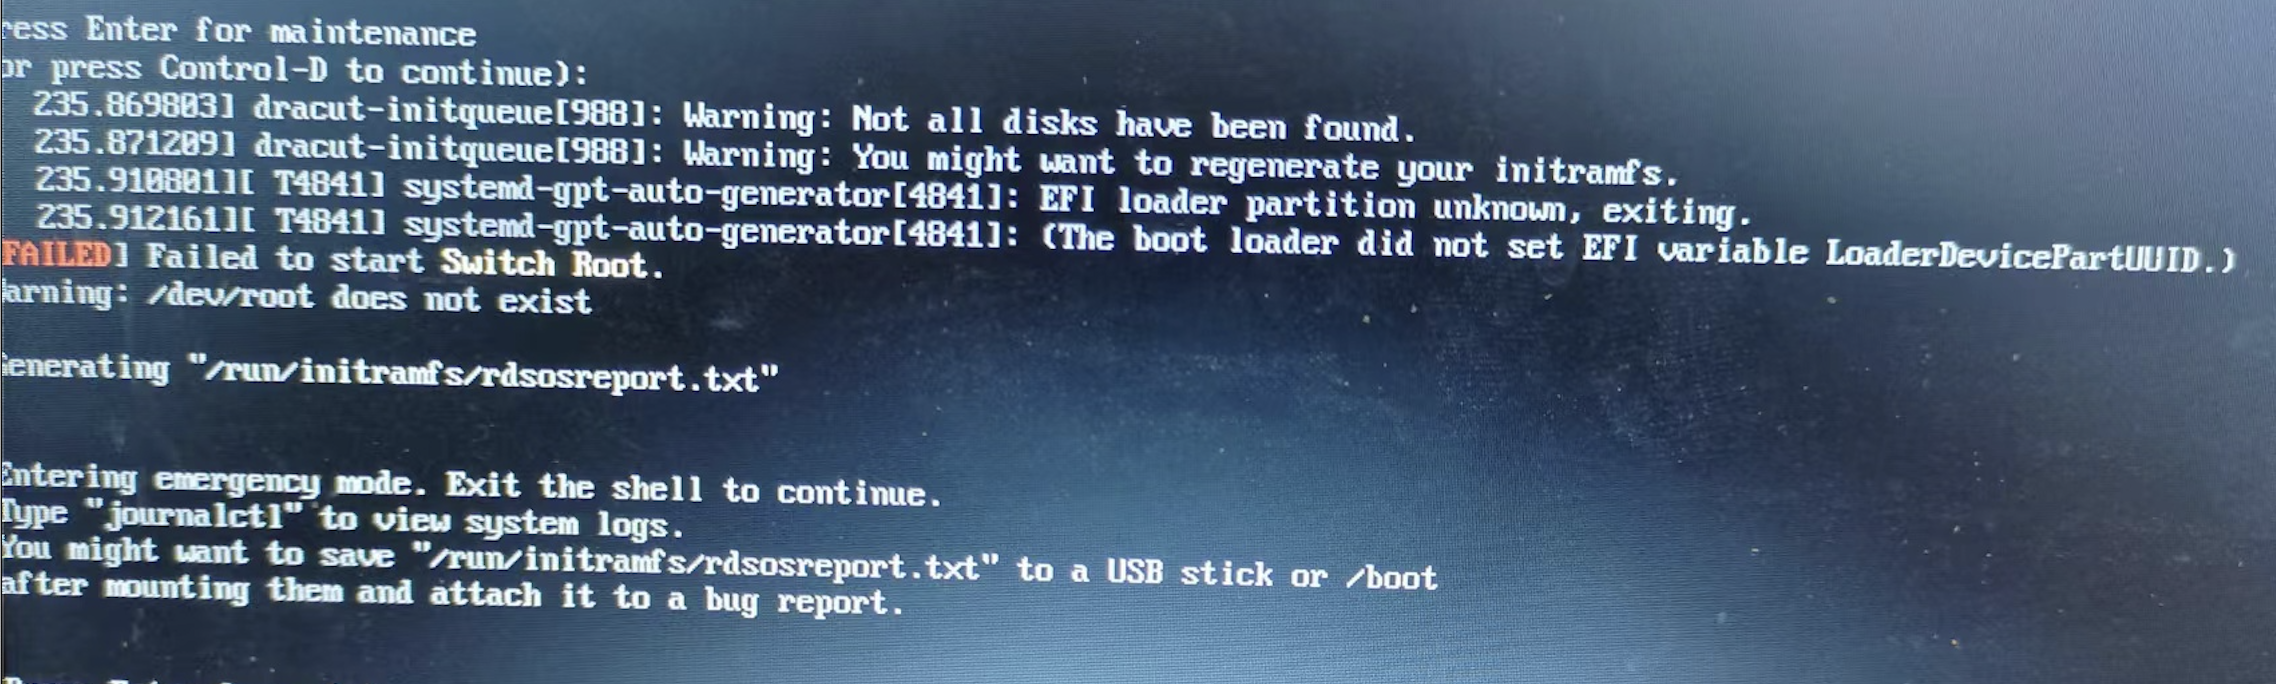 ress Enter for maintenance
or press Control-D to continue):
235.869803] dracut-initqueue[988]: Warning: Not all disks have been found.
235.871209] dracut-initqueue[988]: Warning: You might want to regenerate your initramfs.
235.910801][ T4841] systemd-gpt-auto-generator[4841]: EFI loader partition unknown, exiting.
235.912161][ T4841] systemd-gpt-auto-generator[4841]: (The boot loader did not set EFI variable LoaderDevicePartUUID.)
FAILED] Failed to start Switch Root.
arning: /dev/root does not exist
enerating "/run/initramfs/rdsosreport.txt"
Entering emergency mode. Exit the shell to continue.
Type "journalctl" to view system logs.
You might want to save "/run/initramfs/rdsosreport.txt" to a USB stick or /boot
after mounting them and attach it to a bug report.